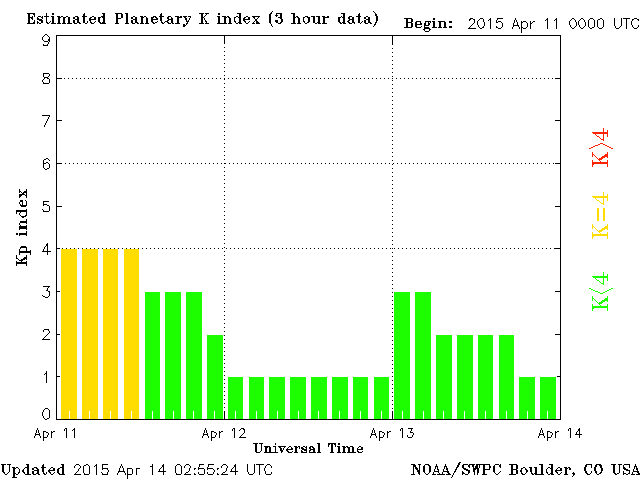 Estimated Planetary K index (3 hour data) Begin: 2015 Apr 11 0000 UTC
9
8
7
6
5
4
3
2
1
0
Kp index
K>4
K=4
K<4
Apr 11 Apr 12 Apr 13 Apr 14
Universal Time
Updated 2015 Apr 14 02:55:24 UTC NOAA/SWPC Boulder, CO USA